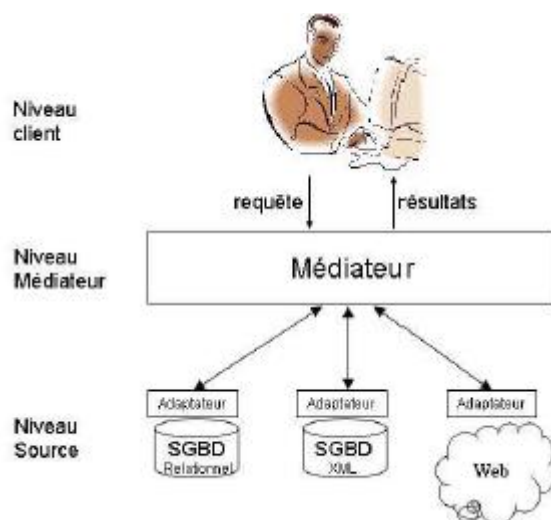 Niveau
client
requête
résultats
Niveau
Médiateur
Médiateur
Adaptateur
Adaptateur
Adaptateur
Niveau
Source
SGBD
Relationnel
SGBD
XML
Web